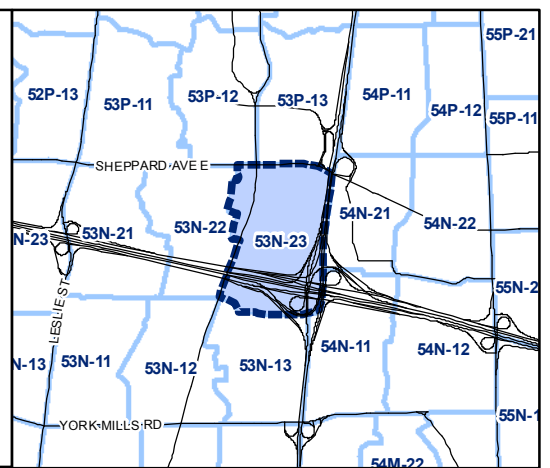 55P-21
52P-13
53P-11
53P-12
53P-13
54P-11
54P-12
55P-11
SHEPPARD AVE E
54N-21
54N-22
N-23
53N-21
53N-22
53N-23
55N-2
LESLIE ST
N-13
53N-11
53N-12
53N-13
54N-11
54N-12
55N-1
YORK MILLS RD
54M-22